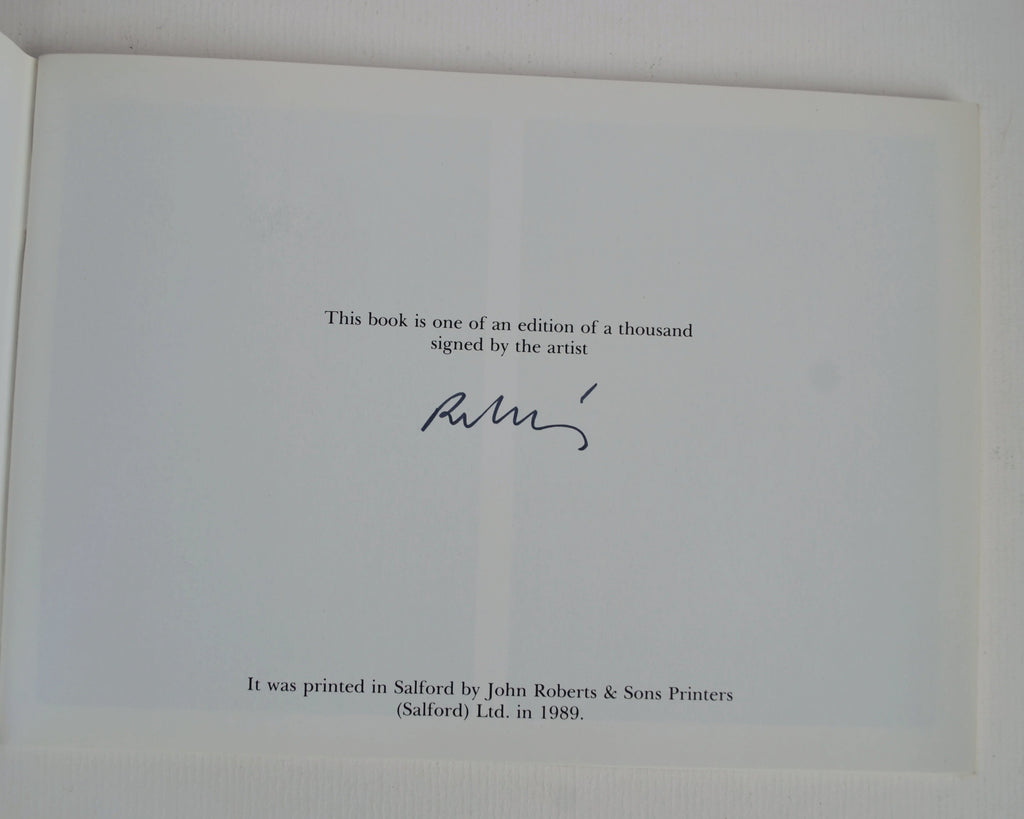 This book is one of an edition of a thousand
signed by the artist
It was printed in Salford by John Roberts & Sons Printers
(Salford) Ltd. in 1989.